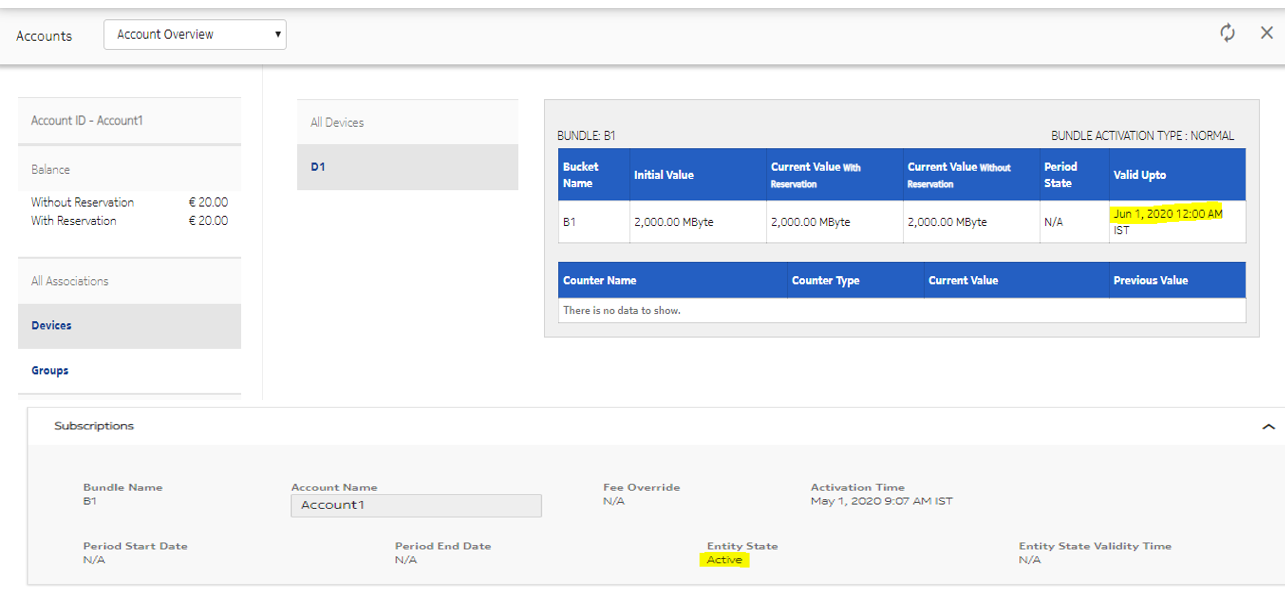 Accounts
Account Overview
Account ID - Account1
Balance
Without Reservation € 20.00
With Reservation € 20.00
All Associations
Devices
Groups
All Devices
D1
BUNDLE: B1 BUNDLE ACTIVATION TYPE : NORMAL
Bucket Name Initial Value Current Value With Reservation Current Value Without Reservation Period State Valid Upto
B1 2,000.00 MByte 2,000.00 MByte 2,000.00 MByte N/A Jun 1, 2020 12:00 AM IST
Counter Name Counter Type Current Value Previous Value
There is no data to show.
Subscriptions
Bundle Name Account Name Fee Override Activation Time
B1 Account1 N/A May 1, 2020 9:07 AM IST
Period Start Date Period End Date Entity State Entity State Validity Time
N/A N/A Active N/A